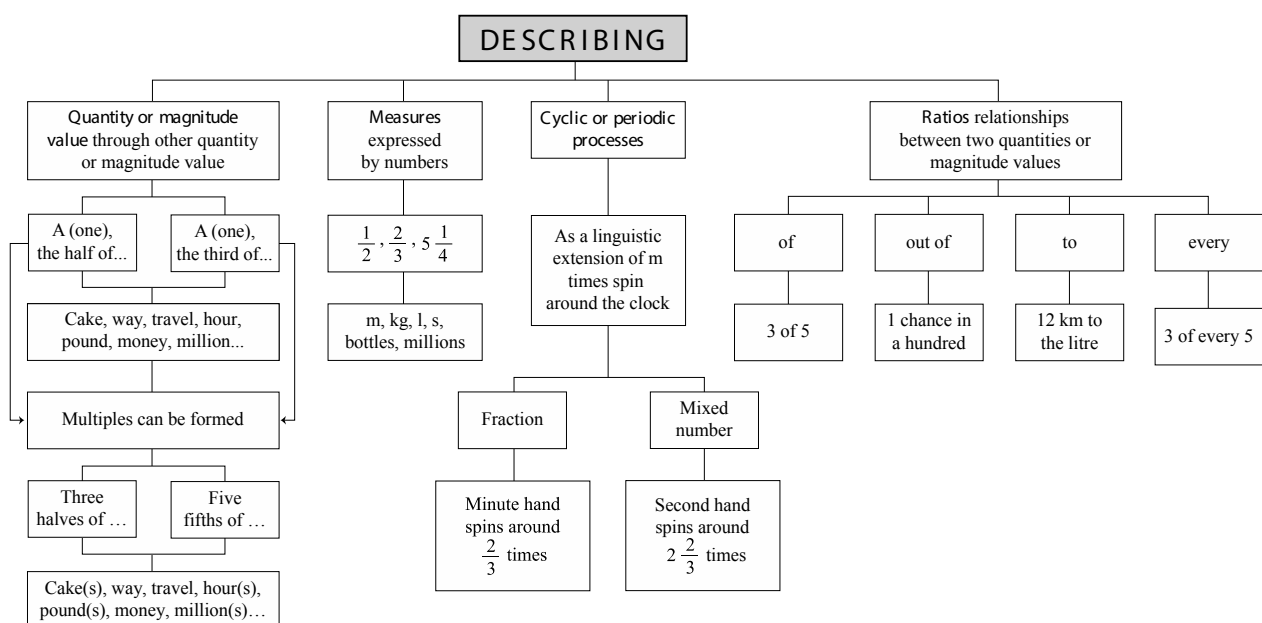 DESCRIBING
Quantity or magnitude
value through other quantity
or magnitude value
A (one),
the half of...
A (one),
the third of...
Cake, way, travel, hour,
pound, money, million...
Multiples can be formed
Three
halves of …
Five
fifths of …
Cake(s), way, travel, hour(s),
pound(s), money, million(s)…
Measures
expressed
by numbers
1/2, 2/3, 5 1/4
m, kg, l, s,
bottles, millions
Cyclic or periodic
processes
As a linguistic
extension of m
times spin
around the clock
Fraction
Minute hand
spins around
2/3 times
Mixed
number
Second hand
spins around
2 2/3 times
Ratios relationships
between two quantities or
magnitude values
of
3 of 5
out of
1 chance in
a hundred
to
12 km to
the litre
every
3 of every 5